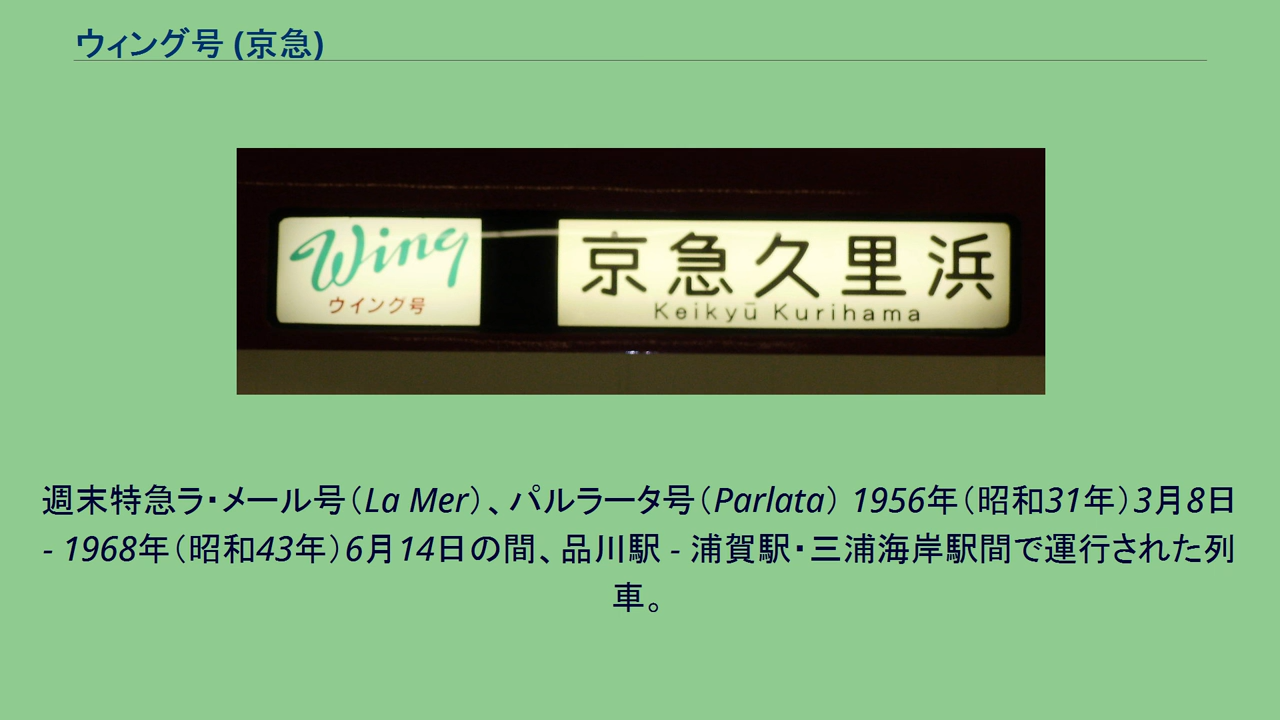 ウィング号 (京急)
Wing
ウイング号
京急久里浜
Keikyū Kurihama
週末特急ラ・メール号（La Mer）、パルラータ号（Parlata） 1956年（昭和31年）3月8日
- 1968年（昭和43年）6月14日の間、品川駅 - 浦賀駅・三浦海岸駅間で運行された列
車。